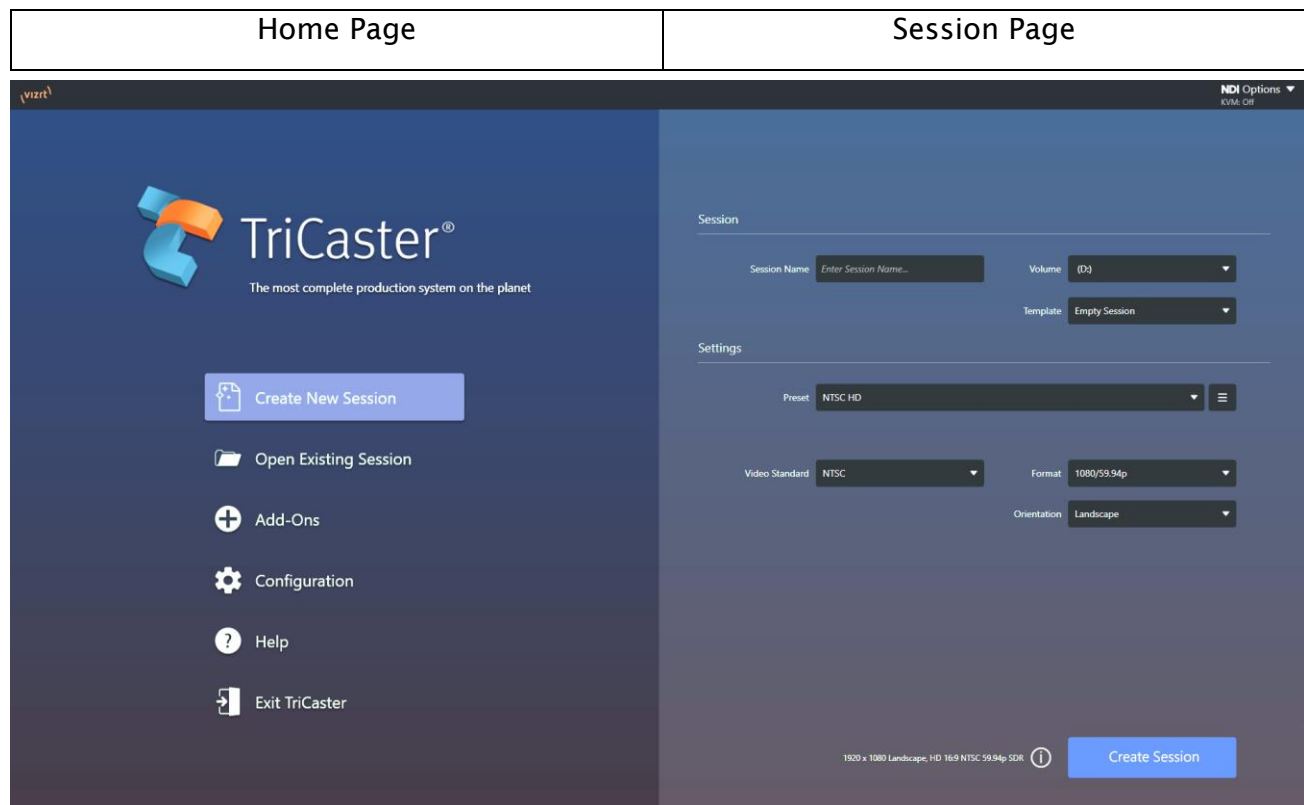 Home Page
Session Page
vizrt
NDI Options
KVM: Off
TriCaster®
The most complete production system on the planet
Create New Session
Open Existing Session
Add-Ons
Configuration
Help
Exit TriCaster
Session
Session Name Enter Session Name... Volume (D:)
Template Empty Session
Settings
Preset NTSC HD
Video Standard NTSC Format 1080/59.94p
Orientation Landscape
1920 x 1080 Landscape, HD 16:9 NTSC 59.94p SDR
Create Session